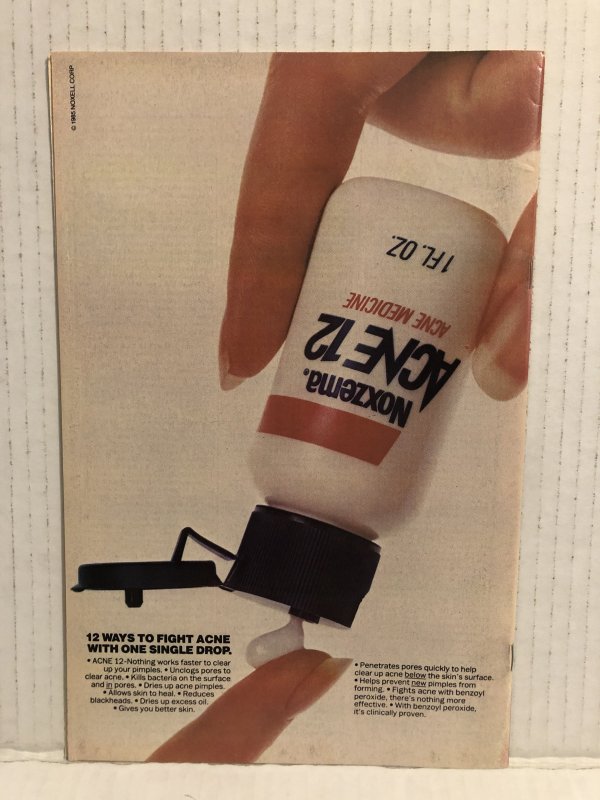 © 1985 NOXELL CORP.
1 FL. OZ.
ACNE MEDICINE
ACNE 12
Noxzema.
12 WAYS TO FIGHT ACNE
WITH ONE SINGLE DROP.
• ACNE 12-Nothing works faster to clear
up your pimples. • Unclogs pores to
clear acne. • Kills bacteria on the surface
and in pores. • Dries up acne pimples.
• Allows skin to heal. • Reduces
blackheads. • Dries up excess oil.
• Gives you better skin.
• Penetrates pores quickly to help
clear up acne below the skin's surface.
• Helps prevent new pimples from
forming. • Fights acne with benzoyl
peroxide, there's nothing more
effective. • With benzoyl peroxide,
it's clinically proven.